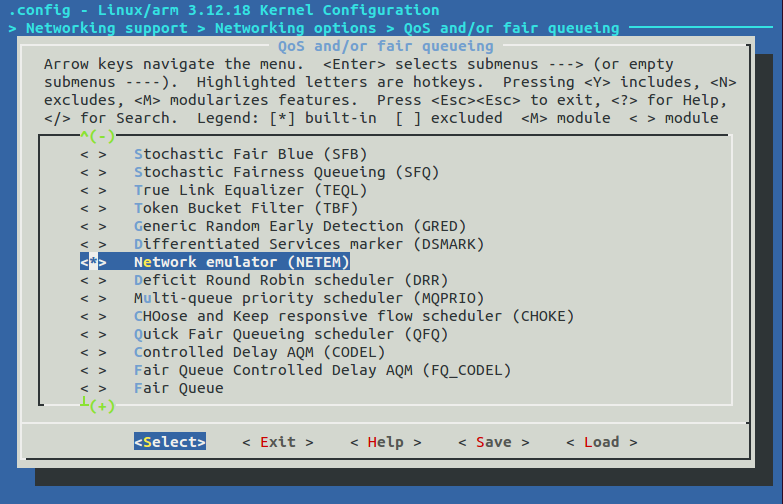 .config - Linux/arm 3.12.18 Kernel Configuration
> Networking support > Networking options > QoS and/or fair queueing
QoS and/or fair queueing
Arrow keys navigate the menu.  <Enter> selects submenus ---> (or empty
submenus ----).  Highlighted letters are hotkeys.  Pressing <Y> includes, <N>
excludes, <M> modularizes features.  Press <Esc><Esc> to exit, <?> for Help,
</> for Search.  Legend: [*] built-in  [ ] excluded  <M> module  < > module
^(-)
< >   Stochastic Fair Blue (SFB)
< >   Stochastic Fairness Queueing (SFQ)
< >   True Link Equalizer (TEQL)
< >   Token Bucket Filter (TBF)
< >   Generic Random Early Detection (GRED)
< >   Differentiated Services marker (DSMARK)
<*>   Network emulator (NETEM)
< >   Deficit Round Robin scheduler (DRR)
< >   Multi-queue priority scheduler (MQPRIO)
< >   CHOose and Keep responsive flow scheduler (CHOKE)
< >   Quick Fair Queueing scheduler (QFQ)
< >   Controlled Delay AQM (CODEL)
< >   Fair Queue Controlled Delay AQM (FQ_CODEL)
< >   Fair Queue
┴(+)
<Select>    < Exit >    < Help >    < Save >    < Load >